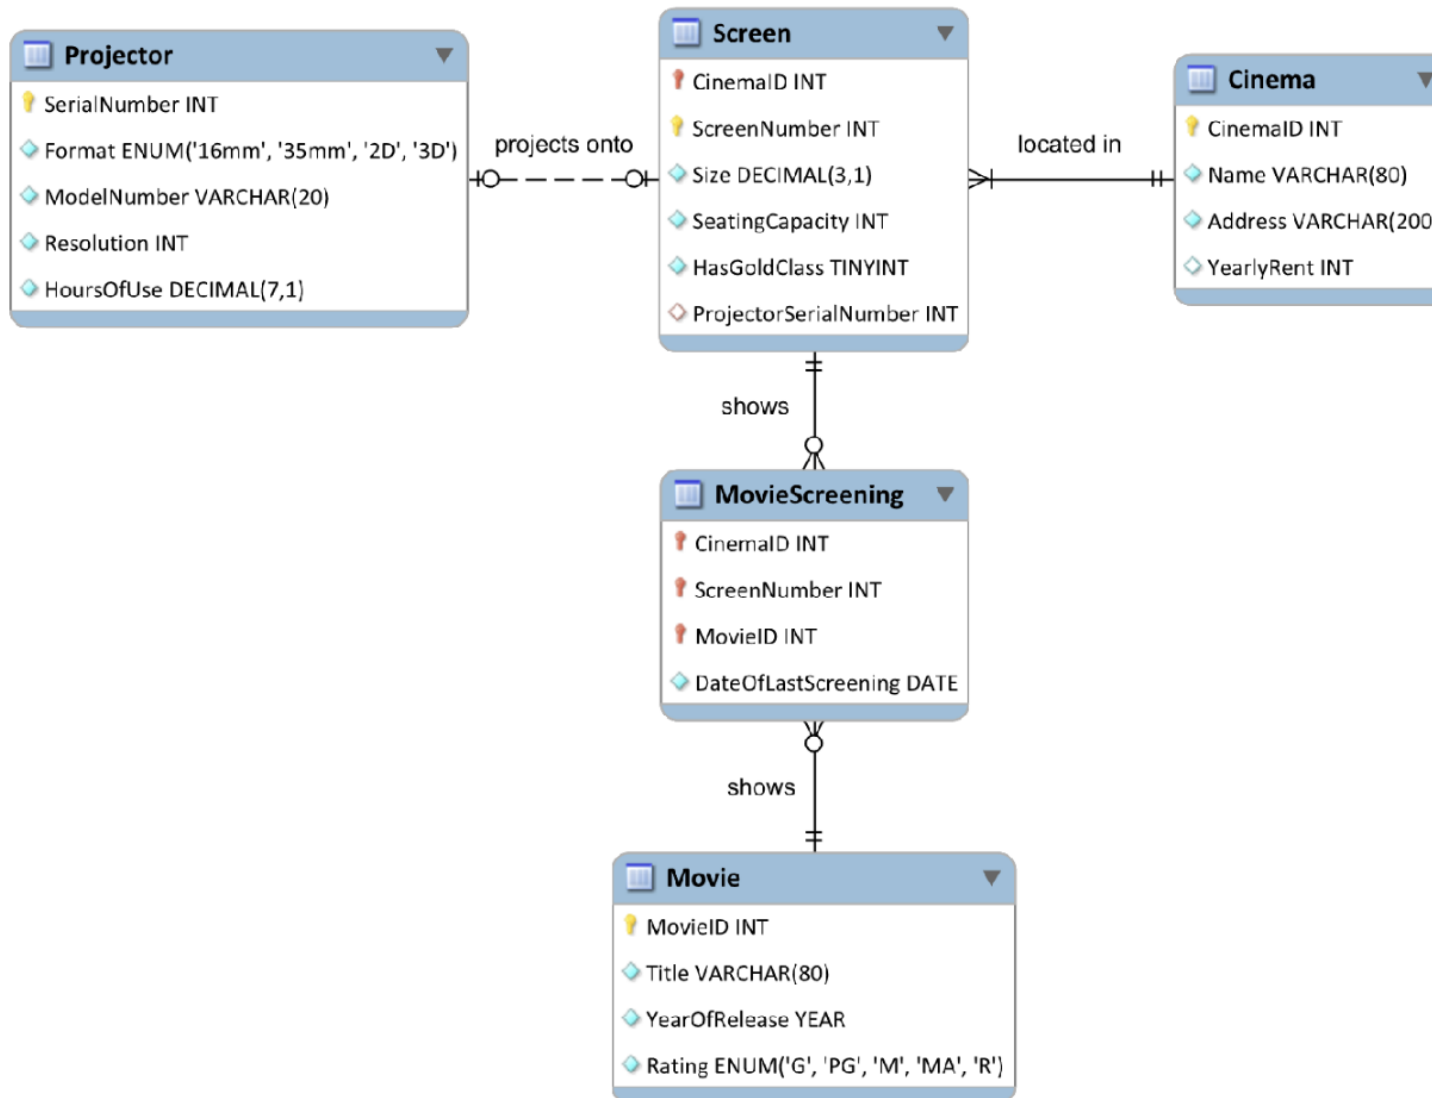 Projector
SerialNumber INT
Format ENUM('16mm', '35mm', '2D', '3D')
ModelNumber VARCHAR(20)
Resolution INT
HoursOfUse DECIMAL(7,1)
projects onto
Screen
CinemaID INT
ScreenNumber INT
Size DECIMAL(3,1)
SeatingCapacity INT
HasGoldClass TINYINT
ProjectorSerialNumber INT
located in
Cinema
CinemaID INT
Name VARCHAR(80)
Address VARCHAR(200
YearlyRent INT
shows
MovieScreening
CinemaID INT
ScreenNumber INT
MovieID INT
DateOfLastScreening DATE
shows
Movie
MovieID INT
Title VARCHAR(80)
YearOfRelease YEAR
Rating ENUM('G', 'PG', 'M', 'MA', 'R')